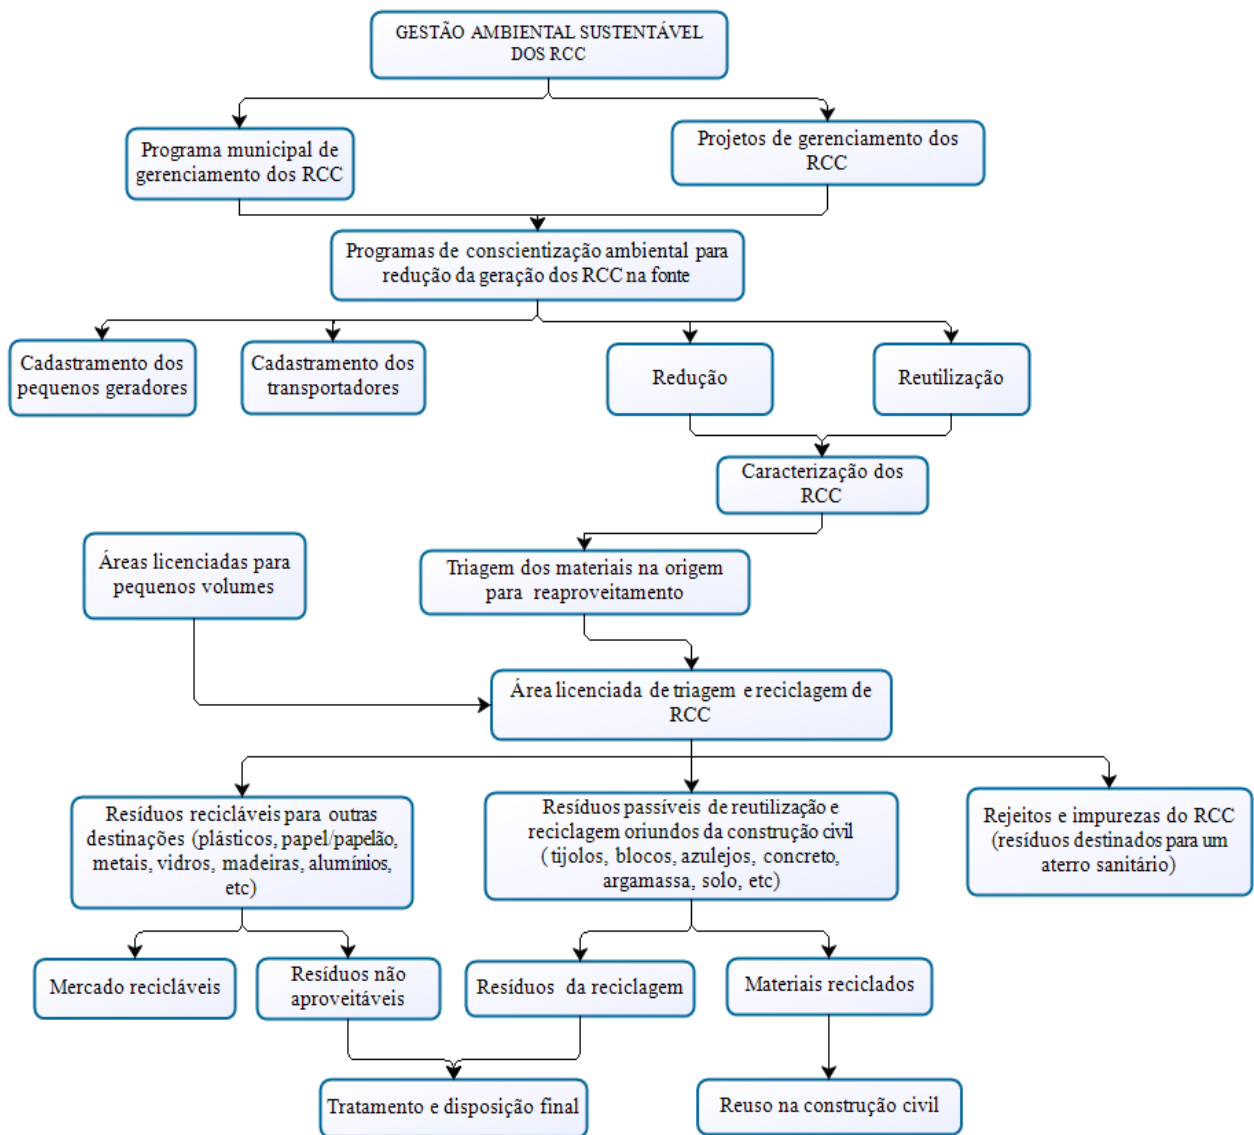 GESTÃO AMBIENTAL SUSTENTÁVEL
DOS RCC
Programa municipal de
gerenciamento dos RCC
Projetos de gerenciamento dos
RCC
Programas de conscientização ambiental para
redução da geração dos RCC na fonte
Cadastramento dos
pequenos geradores
Cadastramento dos
transportadores
Redução
Reutilização
Caracterização dos
RCC
Áreas licenciadas para
pequenos volumes
Triagem dos materiais na origem
para reaproveitamento
Área licenciada de triagem e reciclagem de
RCC
Resíduos recicláveis para outras
destinações (plásticos, papel/papelão,
metais, vidros, madeiras, alumínios,
etc)
Resíduos passíveis de reutilização e
reciclagem oriundos da construção civil
( tijolos, blocos, azulejos, concreto,
argamassa, solo, etc)
Rejeitos e impurezas do RCC
(resíduos destinados para um
aterro sanitário)
Mercado recicláveis
Resíduos não
aproveitáveis
Resíduos da reciclagem
Materiais reciclados
Tratamento e disposição final
Reuso na construção civil